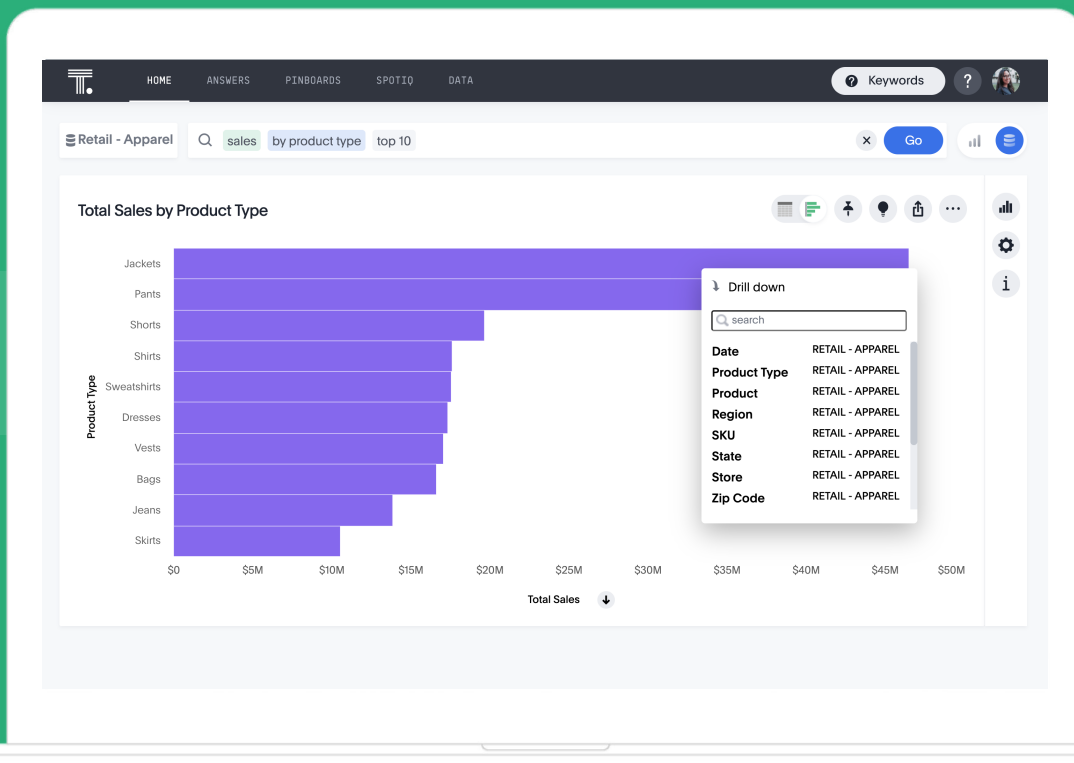 T.
HOME ANSWERS PINBOARDS SPOTIQ DATA
? Keywords ?
Retail - Apparel
sales by product type top 10
x Go
Total Sales by Product Type
Product Type
Jackets
Pants
Shorts
Shirts
Sweatshirts
Dresses
Vests
Bags
Jeans
Skirts
$0 $5M $10M $15M $20M $25M $30M $35M $40M $45M $50M
Total Sales
Drill down
search
Date RETAIL - APPAREL
Product Type RETAIL - APPAREL
Product RETAIL - APPAREL
Region RETAIL - APPAREL
SKU RETAIL - APPAREL
State RETAIL - APPAREL
Store RETAIL - APPAREL
Zip Code RETAIL - APPAREL
i